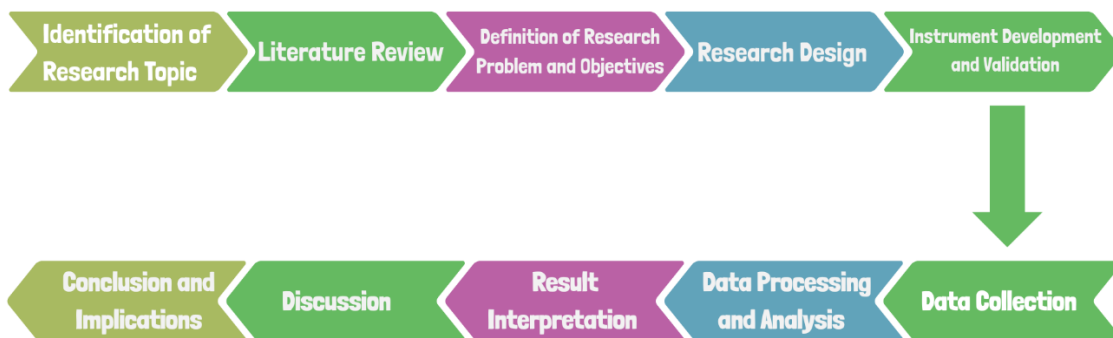 Identification of
Research Topic
Literature Review
Definition of Research
Problem and Objectives
Research Design
Instrument Development
and Validation
Data Collection
Data Processing
and Analysis
Result
Interpretation
Discussion
Conclusion and
Implications